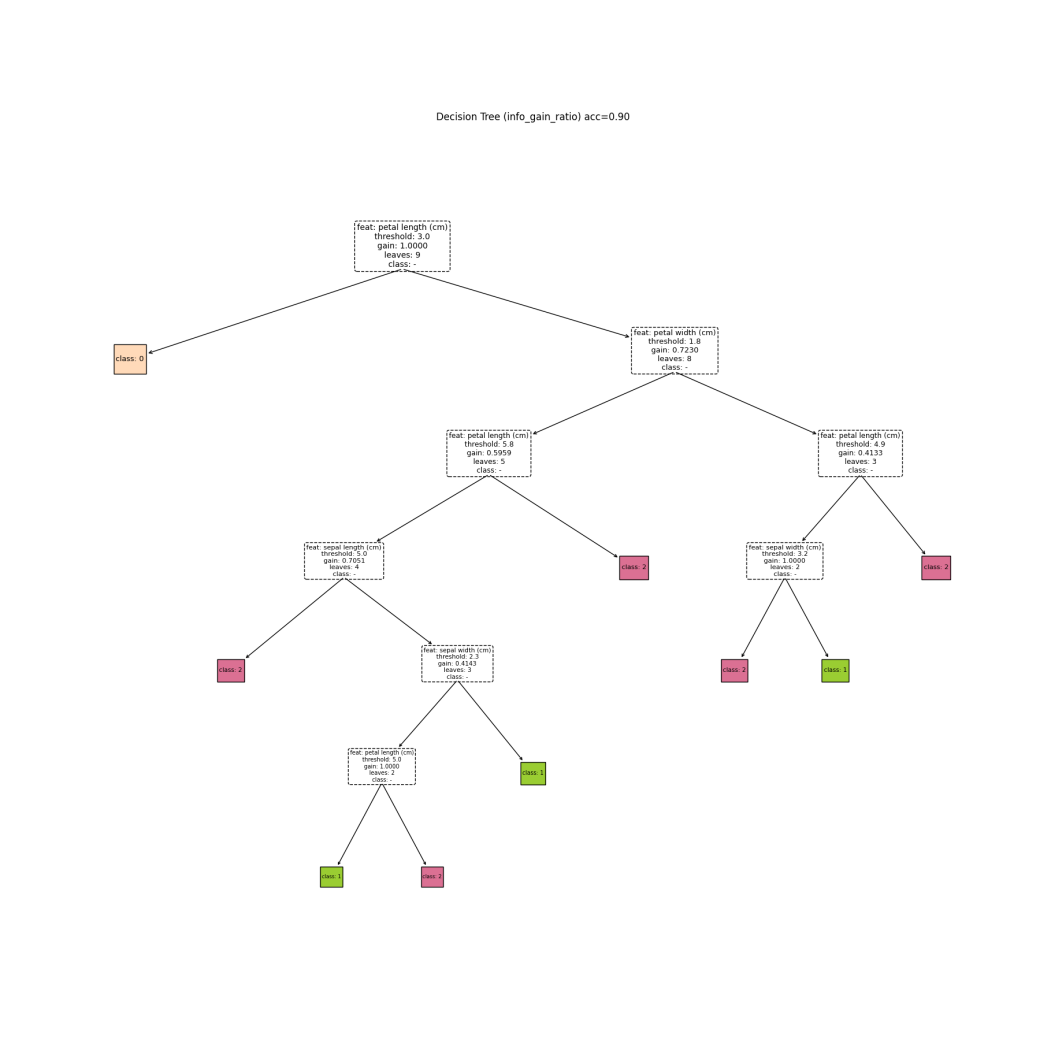 Decision Tree (info_gain_ratio) acc=0.90
feat: petal length (cm)
threshold: 3.0
gain: 1.0000
leaves: 9
class: -
class: 0
feat: petal width (cm)
threshold: 1.8
gain: 0.7230
leaves: 8
class: -
feat: petal length (cm)
threshold: 5.8
gain: 0.5959
leaves: 5
class: -
feat: petal length (cm)
threshold: 4.9
gain: 0.4133
leaves: 3
class: -
feat: sepal length (cm)
threshold: 5.0
gain: 0.7051
leaves: 4
class: -
class: 2
feat: sepal width (cm)
threshold: 3.2
gain: 1.0000
leaves: 2
class: -
class: 2
class: 2
feat: sepal width (cm)
threshold: 2.3
gain: 0.4143
leaves: 3
class: -
class: 2
class: 1
feat: petal length (cm)
threshold: 5.0
gain: 1.0000
leaves: 2
class: -
class: 1
class: 1
class: 2